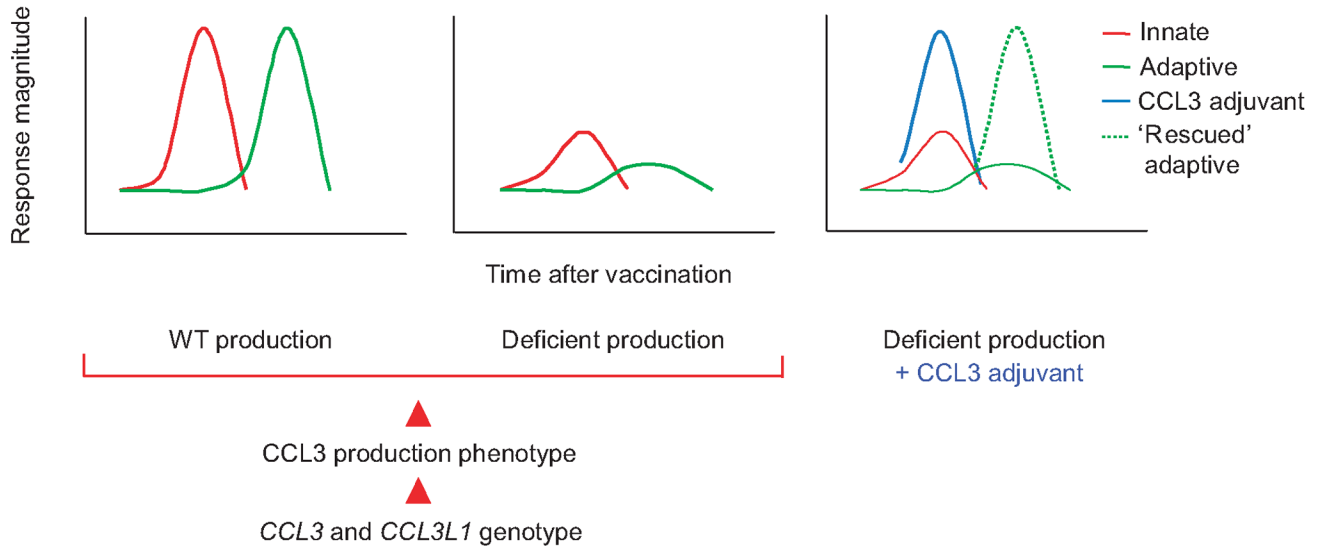 Response magnitude
Innate
Adaptive
CCL3 adjuvant
‘Rescued’
adaptive
Time after vaccination
WT production
Deficient production
Deficient production
+ CCL3 adjuvant
CCL3 production phenotype
CCL3 and CCL3L1 genotype